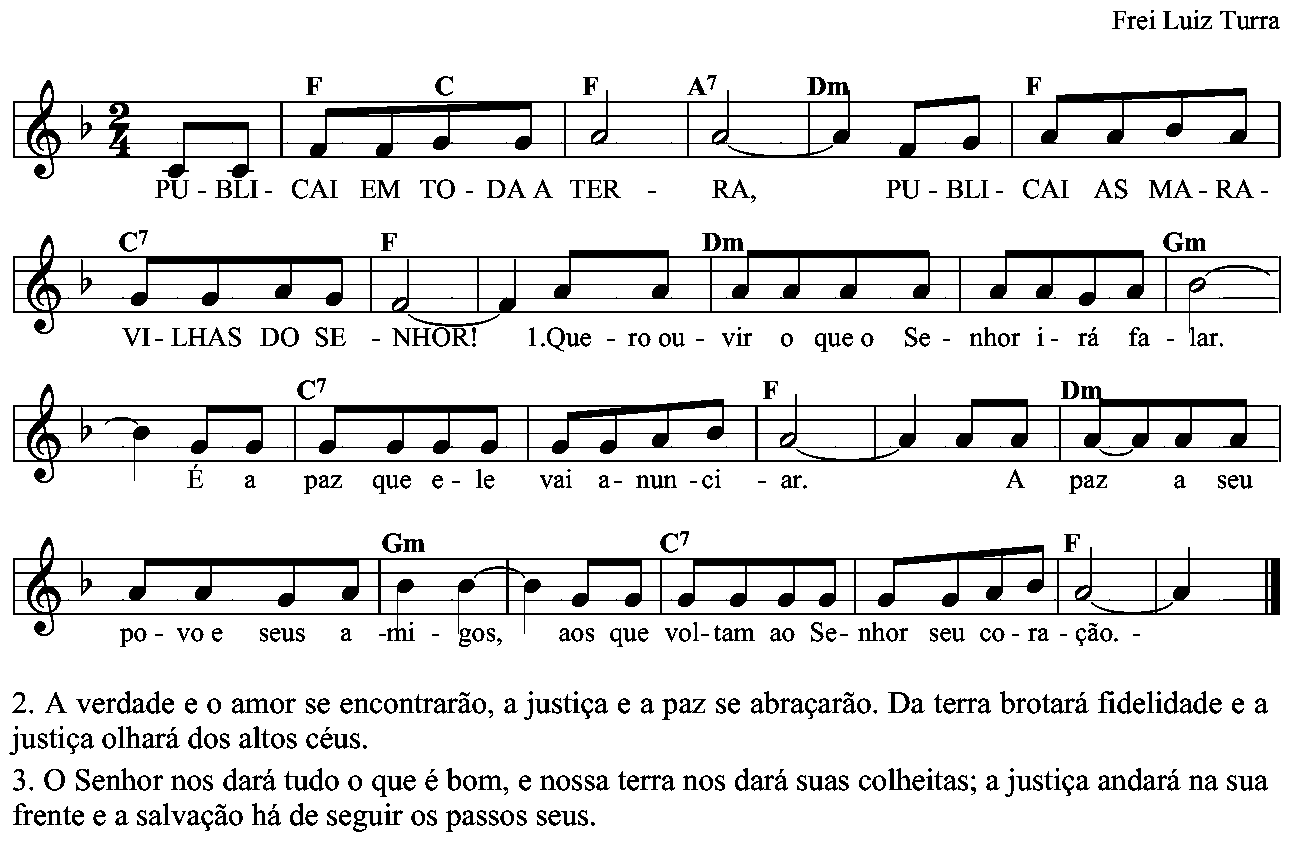 Frei Luiz Turra
F C F A7 Dm F
2/4
PU - BLI - CAI EM TO - DA A TER - RA, PU - BLI - CAI AS MA - RA -
C7 F Dm Gm
VI - LHAS DO SE - NHOR! 1.Que - ro ou - vir o que o Se - nhor i - rá fa - lar.
C7 F Dm
É a paz que e - le vai a - nun - ci - ar. A paz a seu
Gm C7 F
po - vo e seus a - mi - gos, aos que vol - tam ao Se - nhor seu co - ra - ção. -
2. A verdade e o amor se encontrarão, a justiça e a paz se abraçarão. Da terra brotará fidelidade e a
justiça olhará dos altos céus.
3. O Senhor nos dará tudo o que é bom, e nossa terra nos dará suas colheitas; a justiça andará na sua
frente e a salvação há de seguir os passos seus.